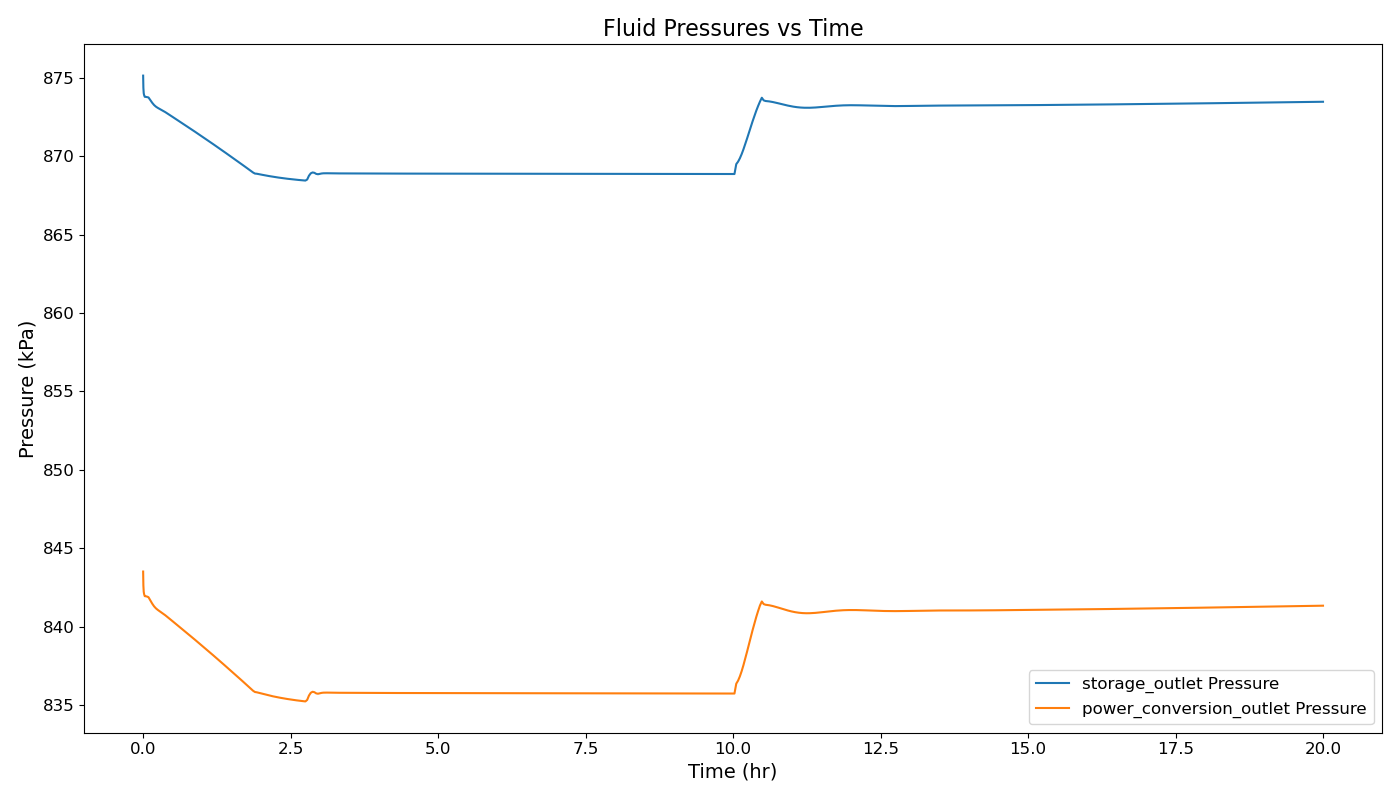 Fluid Pressures vs Time
Pressure (kPa)
875
870
865
860
855
850
845
840
835
0.0 2.5 5.0 7.5 10.0 12.5 15.0 17.5 20.0
Time (hr)
storage_outlet Pressure
power_conversion_outlet Pressure